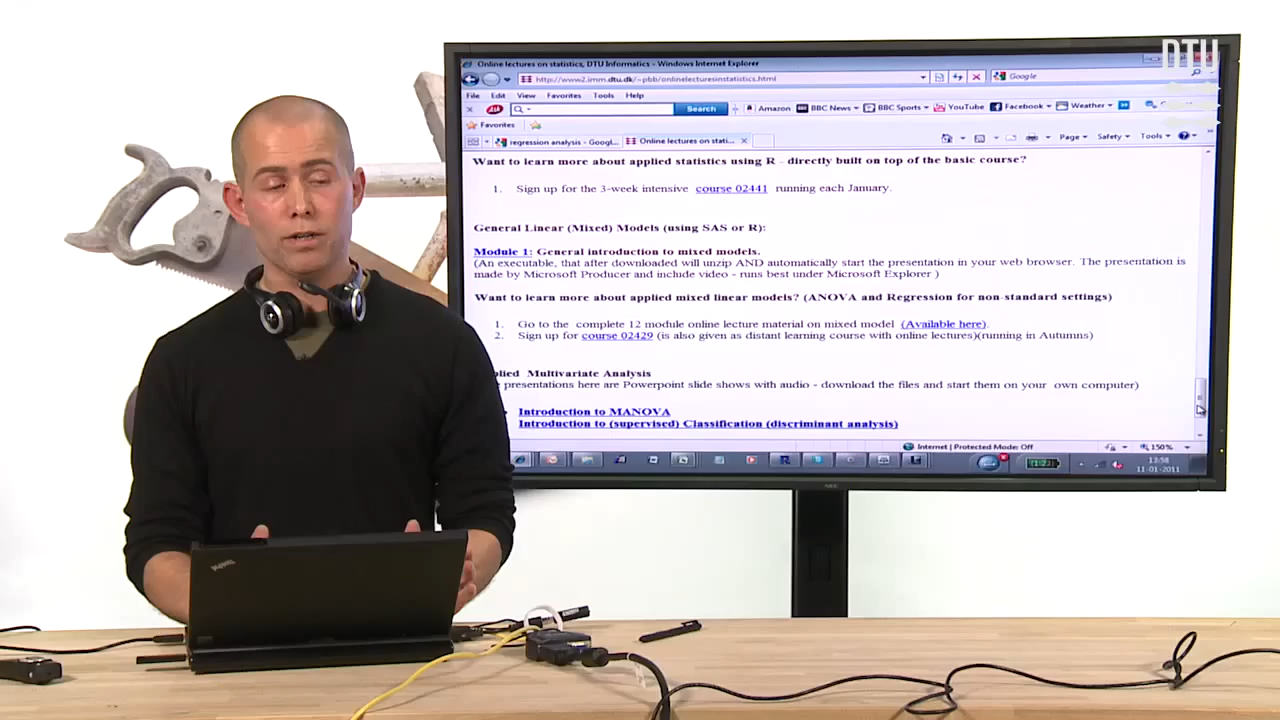 DTU
Online lectures on statistics, DTU Informatics - Windows Internet Explorer
http://www2.imm.dtu.dk/~pbb/onlinelecturesinstatistics.html
Google
File Edit View Favorites Tools Help
Search
Amazon BBC News BBC Sports YouTube Facebook Weather
Favorites
regression analysis - Googl... Online lectures on stati...
Page Safety Tools
Want to learn more about applied statistics using R - directly built on top of the basic course?
1. Sign up for the 3-week intensive course 02441 running each January.
General Linear (Mixed) Models (using SAS or R):
Module 1: General introduction to mixed models.
(An executable, that after downloaded will unzip AND automatically start the presentation in your web browser. The presentation is
made by Microsoft Producer and include video - runs best under Microsoft Explorer )
Want to learn more about applied mixed linear models? (ANOVA and Regression for non-standard settings)
1. Go to the complete 12 module online lecture material on mixed model (Available here).
2. Sign up for course 02429 (is also given as distant learning course with online lectures)(running in Autumns)
plied Multivariate Analysis
presentations here are Powerpoint slide shows with audio - download the files and start them on your own computer)
Introduction to MANOVA
Introduction to (supervised) Classification (discriminant analysis)
Internet | Protected Mode: Off
150%
(1:23)
13:58
11-01-2011
NEC
ThinkPad